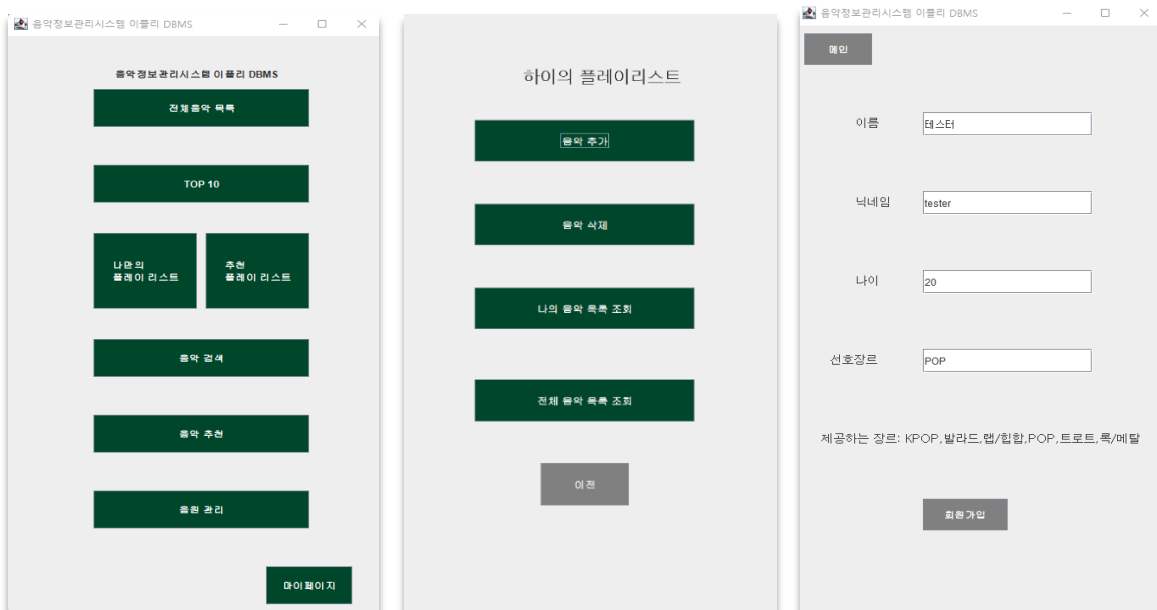 음악정보관리시스템 이플리 DBMS
음악정보관리시스템 이플리 DBMS
전체음악 목록
TOP 10
나만의
플레이 리스트
추천
플레이 리스트
음악 검색
음악 추천
음원 관리
마이페이지
하이의 플레이리스트
음악 추가
음악 삭제
나의 음악 목록 조회
전체 음악 목록 조회
이전
음악정보관리시스템 이플리 DBMS
메인
이름
테스터
닉네임
tester
나이
20
선호장르
POP
제공하는 장르: KPOP,발라드,랩/힙합,POP,트로트,록/메탈
회원가입